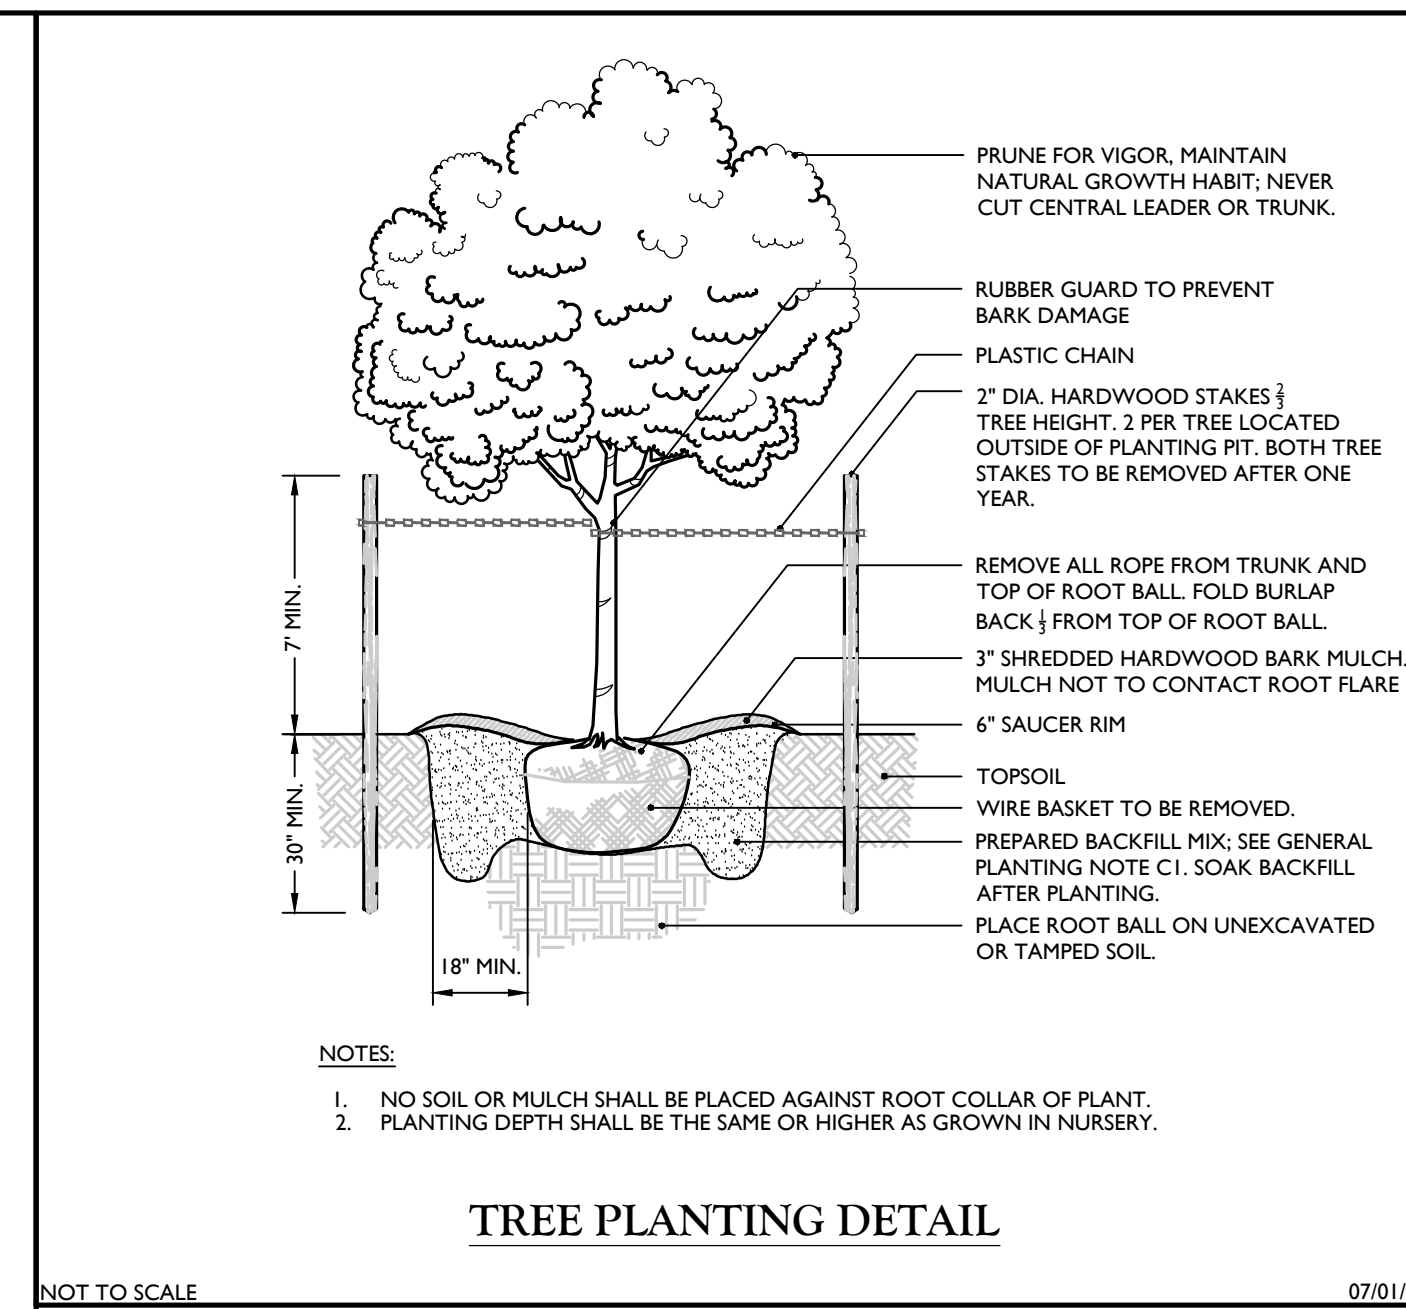 PRUNE FOR VIGOR, MAINTAIN
NATURAL GROWTH HABIT; NEVER
CUT CENTRAL LEADER OR TRUNK.
RUBBER GUARD TO PREVENT
BARK DAMAGE
PLASTIC CHAIN
2" DIA. HARDWOOD STAKES 2/3
TREE HEIGHT. 2 PER TREE LOCATED
OUTSIDE OF PLANTING PIT. BOTH TREE
STAKES TO BE REMOVED AFTER ONE
YEAR.
REMOVE ALL ROPE FROM TRUNK AND
TOP OF ROOT BALL. FOLD BURLAP
BACK 1/3 FROM TOP OF ROOT BALL.
3" SHREDDED HARDWOOD BARK MULCH.
MULCH NOT TO CONTACT ROOT FLARE
6" SAUCER RIM
TOPSOIL
WIRE BASKET TO BE REMOVED.
PREPARED BACKFILL MIX; SEE GENERAL
PLANTING NOTE C1. SOAK BACKFILL
AFTER PLANTING.
PLACE ROOT BALL ON UNEXCAVATED
OR TAMPED SOIL.
7' MIN.
30" MIN.
18" MIN.
NOTES:
1. NO SOIL OR MULCH SHALL BE PLACED AGAINST ROOT COLLAR OF PLANT.
2. PLANTING DEPTH SHALL BE THE SAME OR HIGHER AS GROWN IN NURSERY.
TREE PLANTING DETAIL
NOT TO SCALE
07/01/